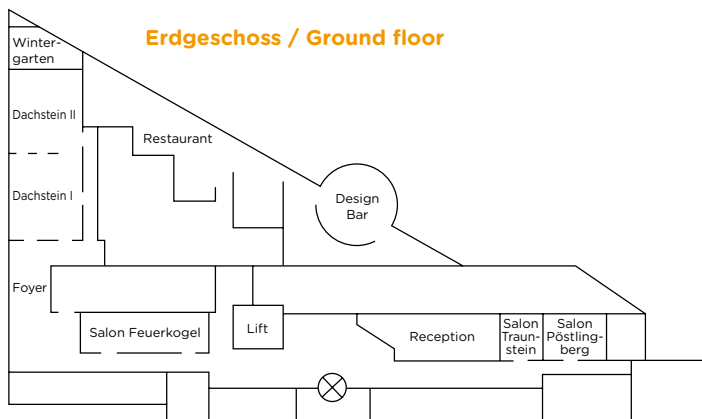 Erdgeschoss / Ground floor
Winter-
garten
Dachstein II
Restaurant
Dachstein I
Design
Bar
Foyer
Salon Feuerkogel
Lift
Reception
Salon
Traun-
stein
Salon
Pöstling-
berg